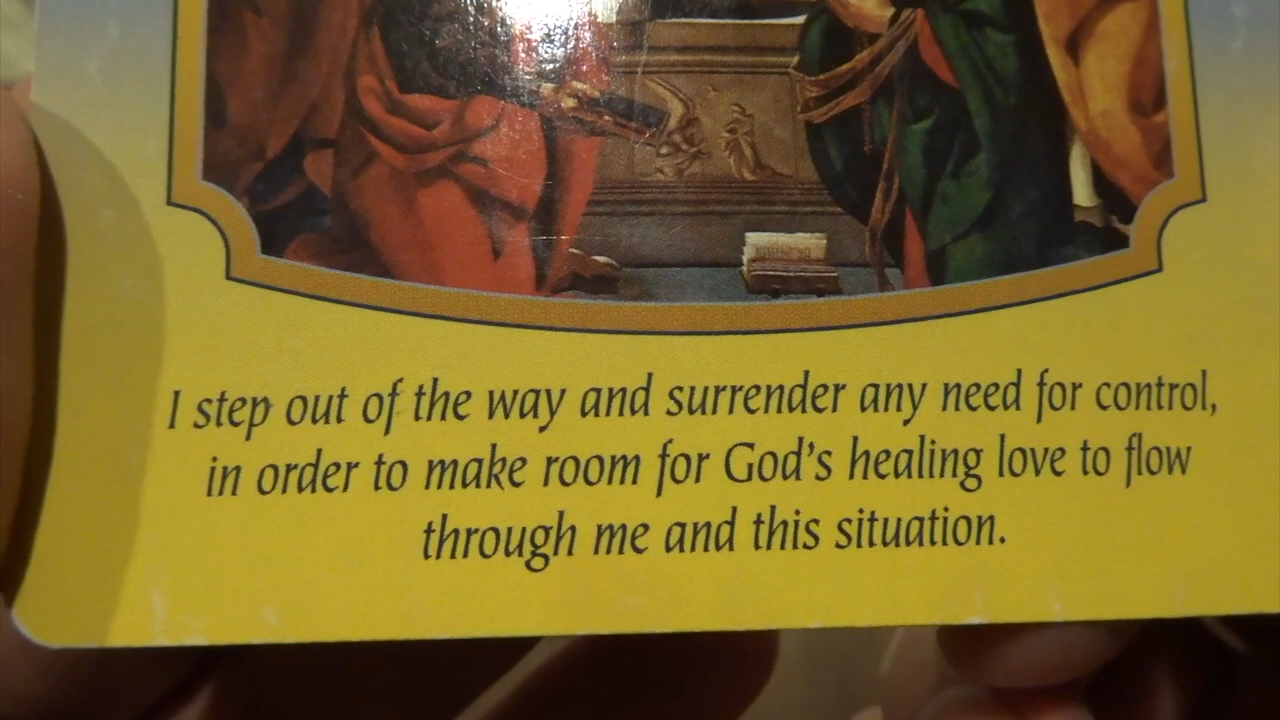 I step out of the way and surrender any need for control,
in order to make room for God's healing love to flow
through me and this situation.